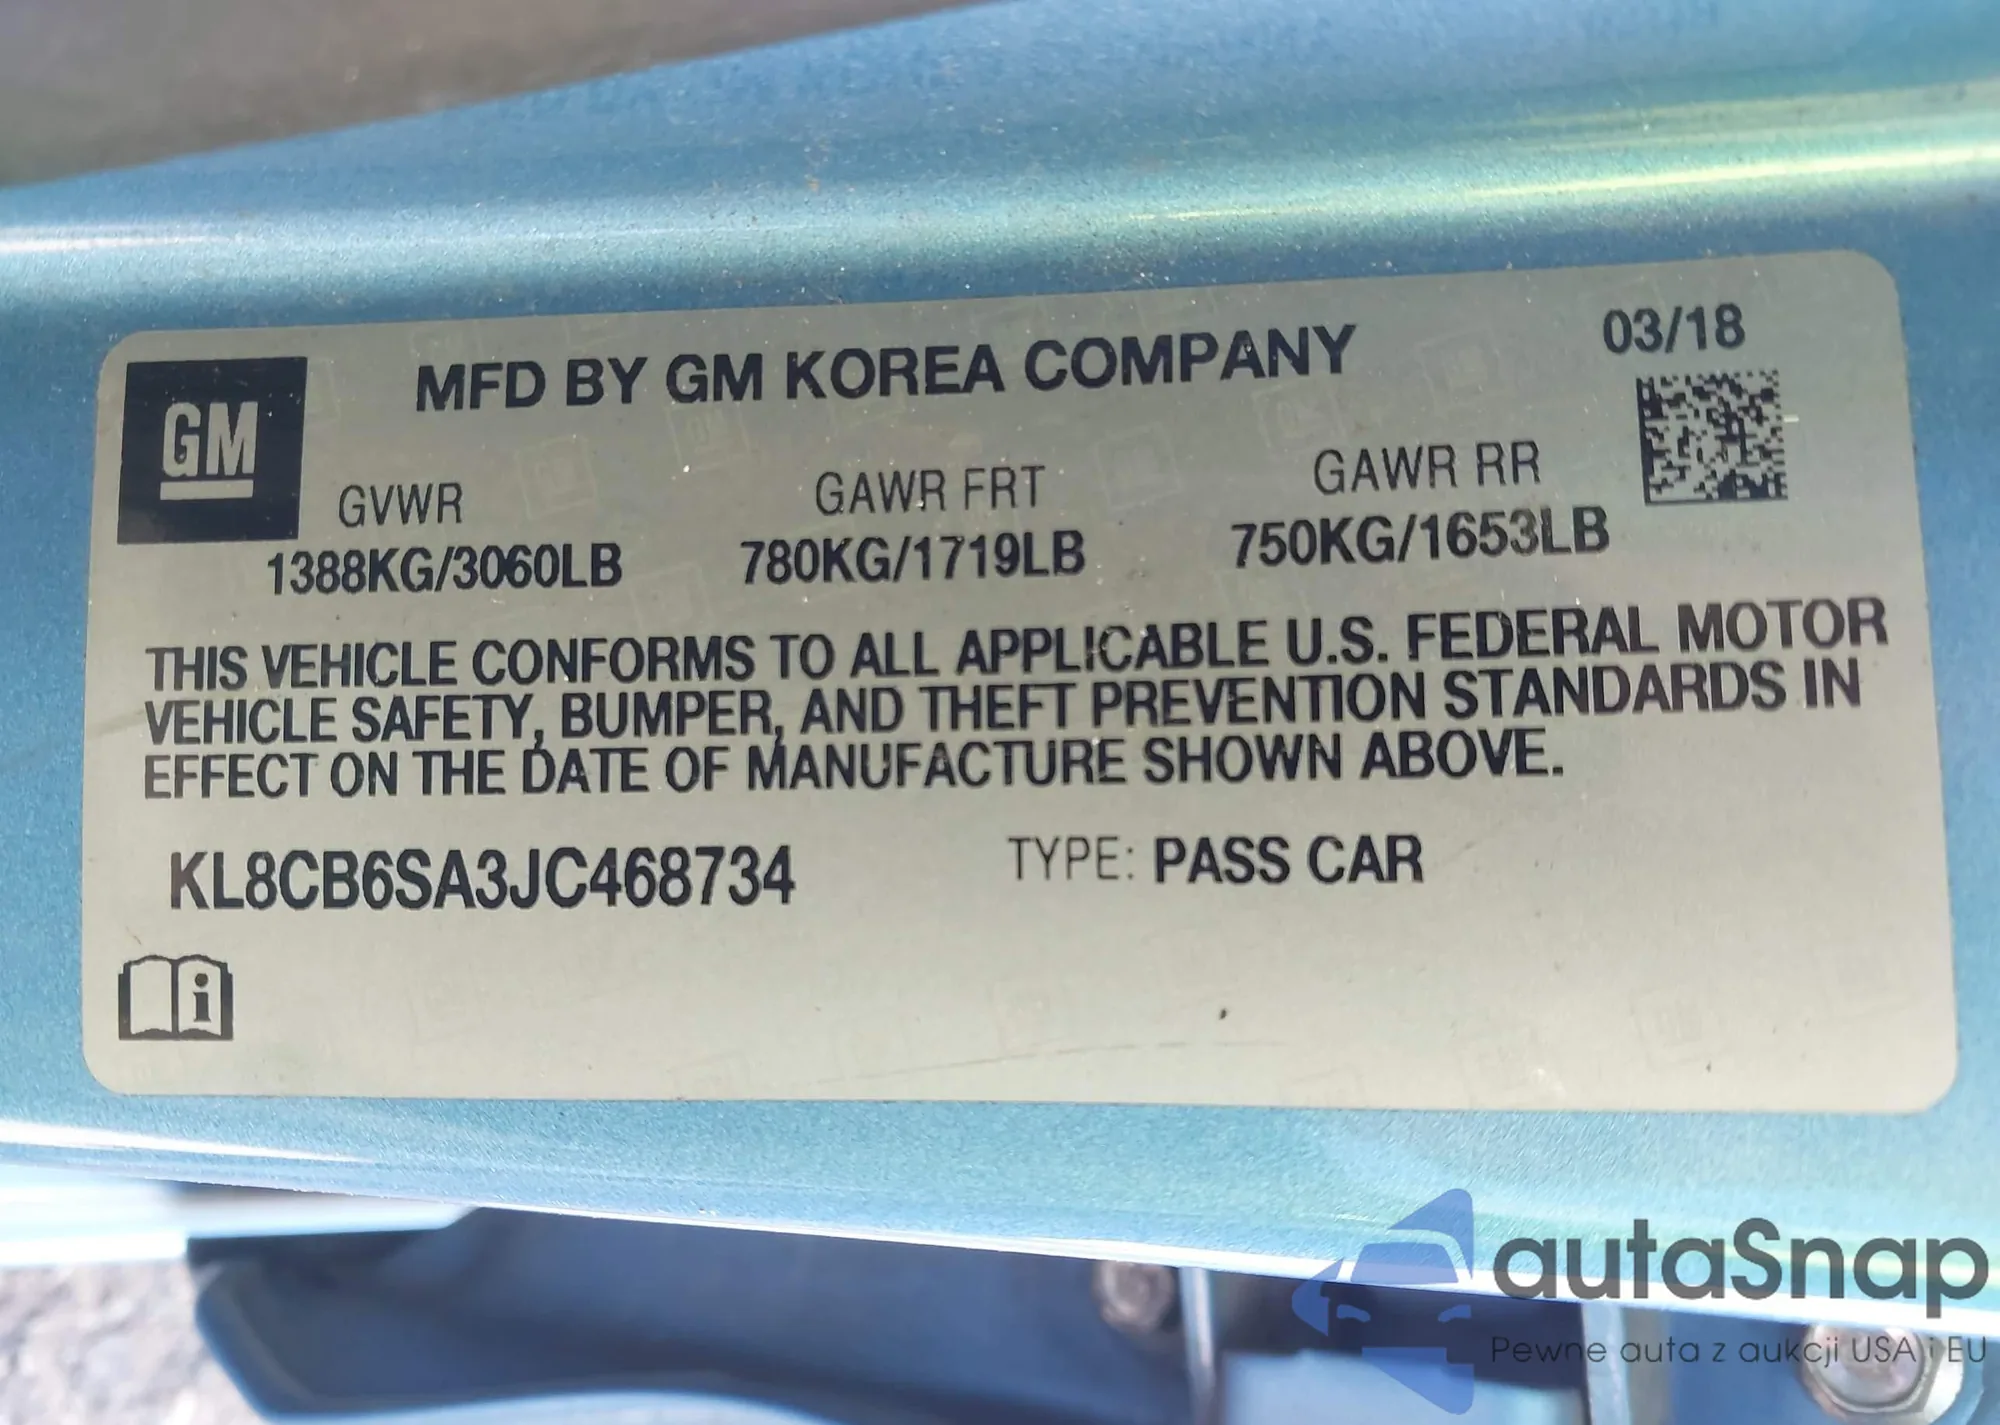 MFD BY GM KOREA COMPANY 03/18
GM
GVWR GAWR FRT GAWR RR
1388KG/3060LB 780KG/1719LB 750KG/1653LB
THIS VEHICLE CONFORMS TO ALL APPLICABLE U.S. FEDERAL MOTOR
VEHICLE SAFETY, BUMPER, AND THEFT PREVENTION STANDARDS IN
EFFECT ON THE DATE OF MANUFACTURE SHOWN ABOVE.
KL8CB6SA3JC468734 TYPE: PASS CAR
i
autaSnap
Pewne auta z aukcji USA i EU